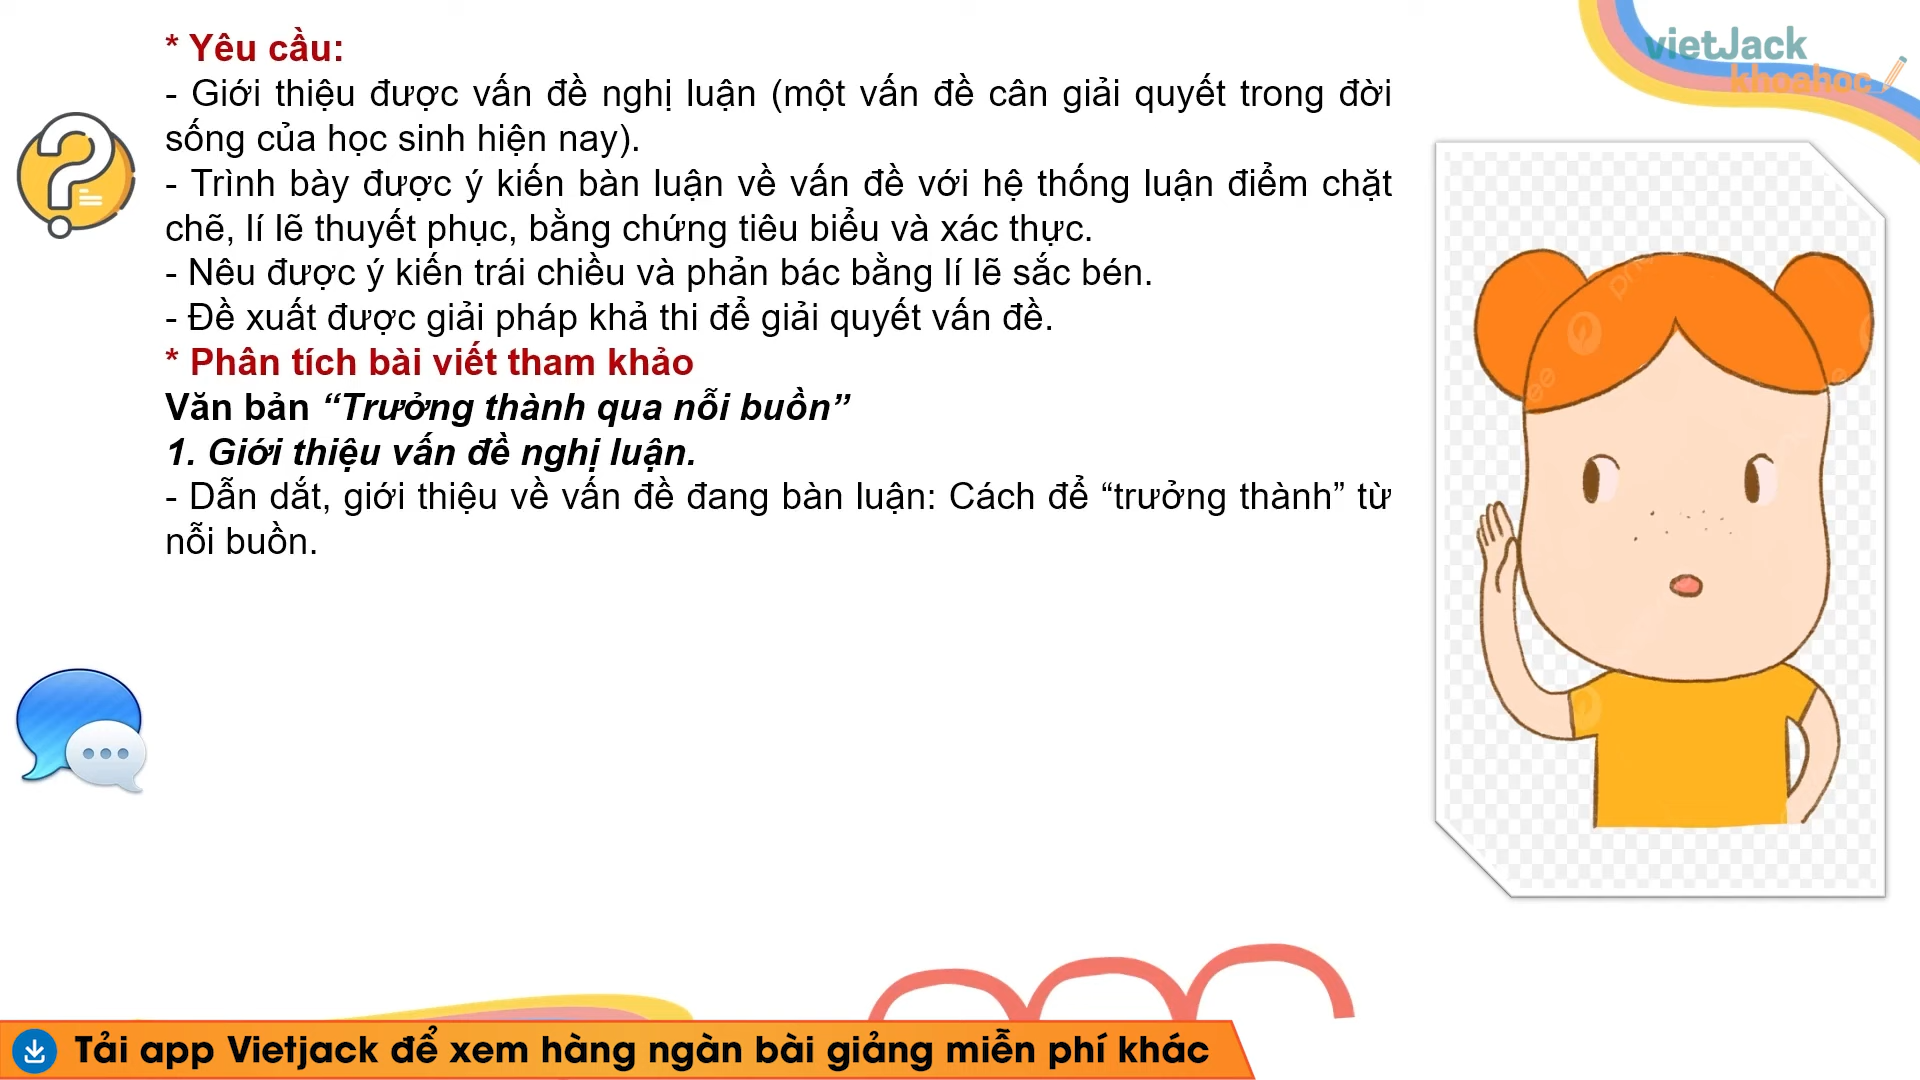 * Yêu cầu:
- Giới thiệu được vấn đề nghị luận (một vấn đề cân giải quyết trong đời
sống của học sinh hiện nay).
- Trình bày được ý kiến bàn luận về vấn đề với hệ thống luận điểm chặt
chẽ, lí lẽ thuyết phục, bằng chứng tiêu biểu và xác thực.
- Nêu được ý kiến trái chiều và phản bác bằng lí lẽ sắc bén.
- Đề xuất được giải pháp khả thi để giải quyết vấn đề.
* Phân tích bài viết tham khảo
Văn bản “Trưởng thành qua nỗi buồn”
1. Giới thiệu vấn đề nghị luận.
- Dẫn dắt, giới thiệu về vấn đề đang bàn luận: Cách để “trưởng thành” từ
nỗi buồn.
vietJack
khoahoc
Tải app Vietjack để xem hàng ngàn bài giảng miễn phí khác